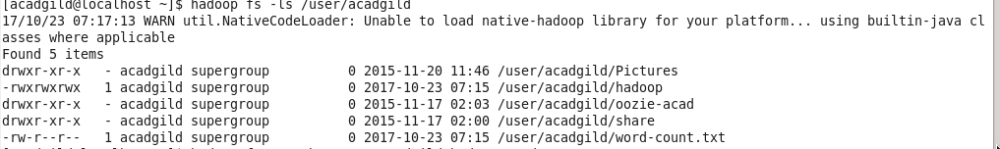 [acadgild@localhost ~]$ hadoop fs -ls /user/acadgild
17/10/23 07:17:13 WARN util.NativeCodeLoader: Unable to load native-hadoop library for your platform... using builtin-java cl
asses where applicable
Found 5 items
drwxr-xr-x   - acadgild supergroup          0 2015-11-20 11:46 /user/acadgild/Pictures
-rwxrwxrwx   1 acadgild supergroup          0 2017-10-23 07:15 /user/acadgild/hadoop
drwxr-xr-x   - acadgild supergroup          0 2015-11-17 02:03 /user/acadgild/oozie-acad
drwxr-xr-x   - acadgild supergroup          0 2015-11-17 02:00 /user/acadgild/share
-rw-r--r--   1 acadgild supergroup          0 2017-10-23 07:15 /user/acadgild/word-count.txt